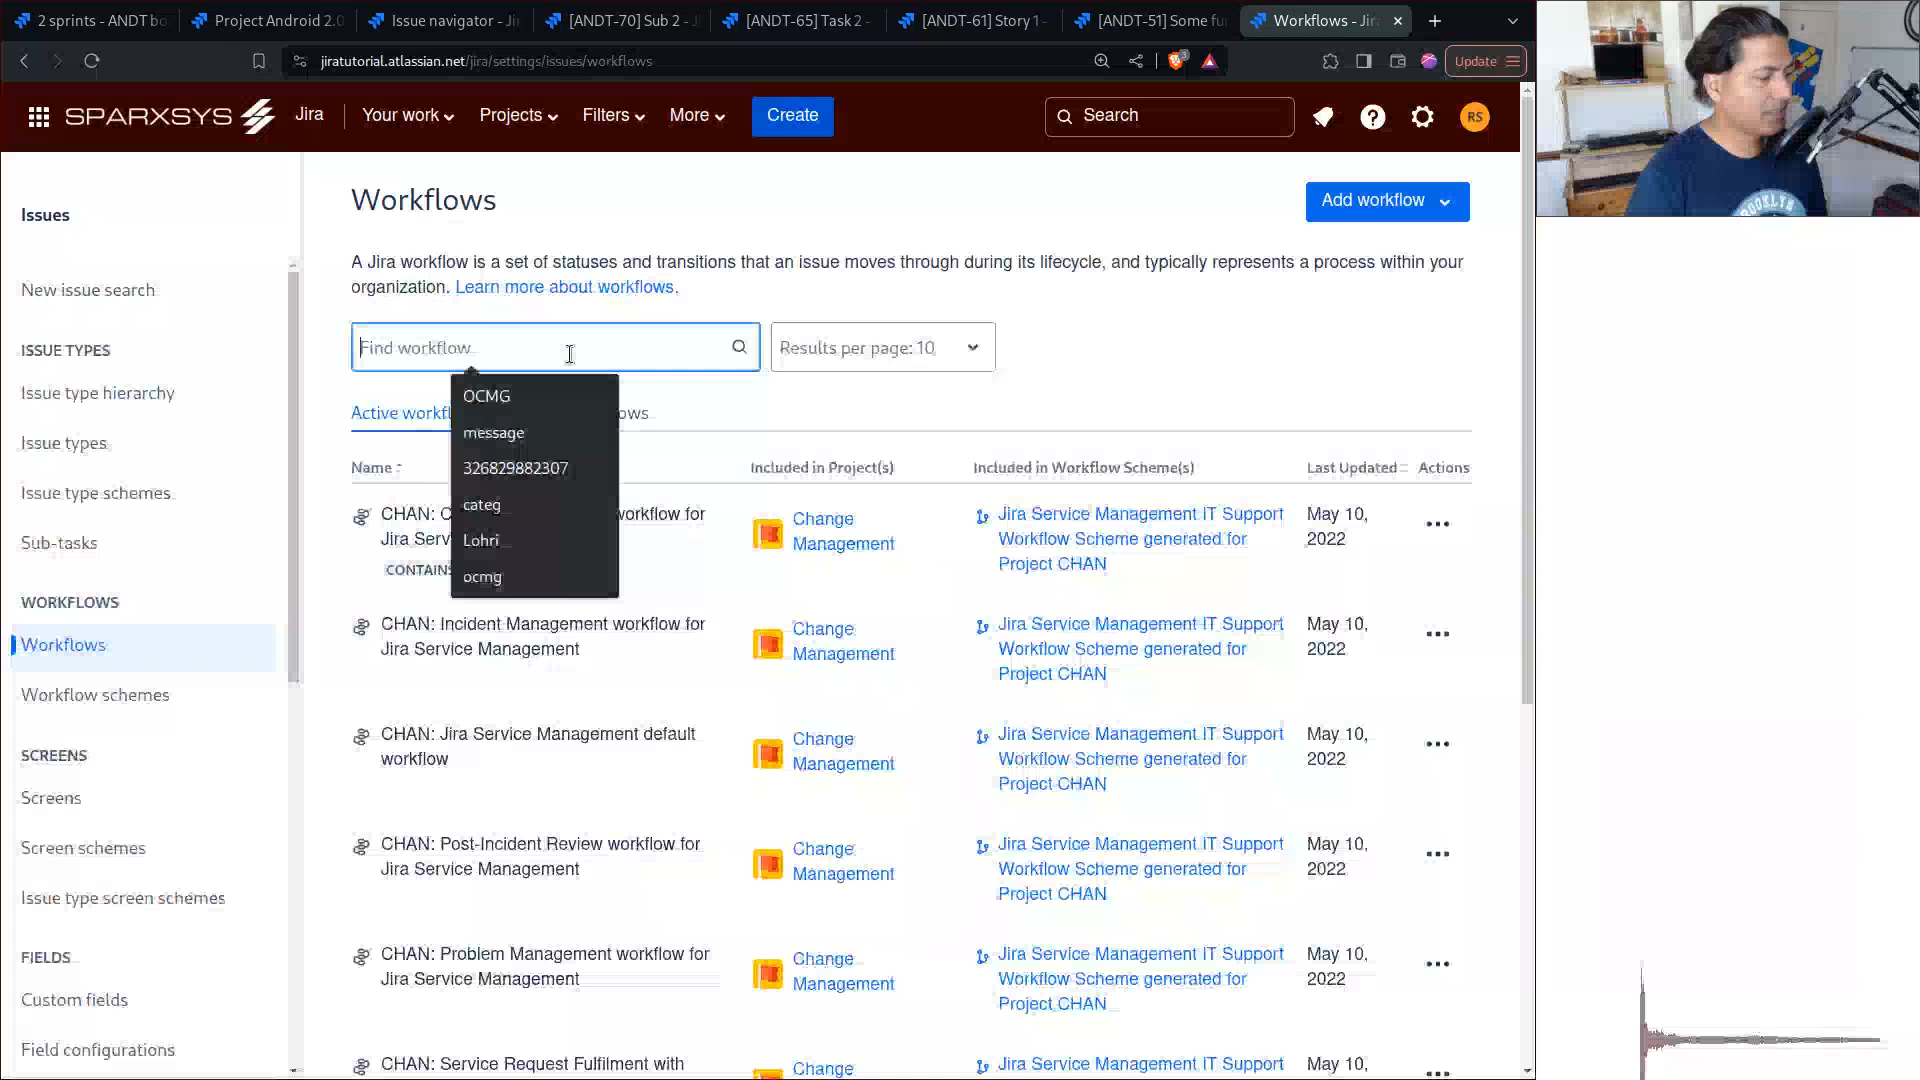 2 sprints - ANDT bo
Project Android 2.0
Issue navigator - Ji
[ANDT-70] Sub 2 - J
[ANDT-65] Task 2 -
[ANDT-61] Story 1 -
[ANDT-51] Some fu
Workflows - Jir
jiratutorial.atlassian.net/jira/settings/issues/workflows
3
Update
SPARXSYS
Jira
Your work
Projects
Filters
More
Create
Search
RS
BROOKLYN
Issues
New issue search
ISSUE TYPES
Issue type hierarchy
Issue types
Issue type schemes
Sub-tasks
WORKFLOWS
Workflows
Workflow schemes
SCREENS
Screens
Screen schemes
Issue type screen schemes
FIELDS
Custom fields
Field configurations
Workflows
Add workflow
A Jira workflow is a set of statuses and transitions that an issue moves through during its lifecycle, and typically represents a process within your
organization. Learn more about workflows.
Find workflow...
Results per page: 10
OCMG
message
326829882307
categ
Lohri
ocmg
Active workfl
ows
Name
Included in Project(s)
Included in Workflow Scheme(s)
Last Updated
Actions
CHAN: C
workflow for
Jira Serv
CONTAINS
Change
Management
Jira Service Management IT Support
Workflow Scheme generated for
Project CHAN
May 10,
2022
CHAN: Incident Management workflow for
Jira Service Management
Change
Management
Jira Service Management IT Support
Workflow Scheme generated for
Project CHAN
May 10,
2022
CHAN: Jira Service Management default
workflow
Change
Management
Jira Service Management IT Support
Workflow Scheme generated for
Project CHAN
May 10,
2022
CHAN: Post-Incident Review workflow for
Jira Service Management
Change
Management
Jira Service Management IT Support
Workflow Scheme generated for
Project CHAN
May 10,
2022
CHAN: Problem Management workflow for
Jira Service Management
Change
Management
Jira Service Management IT Support
Workflow Scheme generated for
Project CHAN
May 10,
2022
CHAN: Service Request Fulfilment with
Change
Jira Service Management IT Support
May 10,